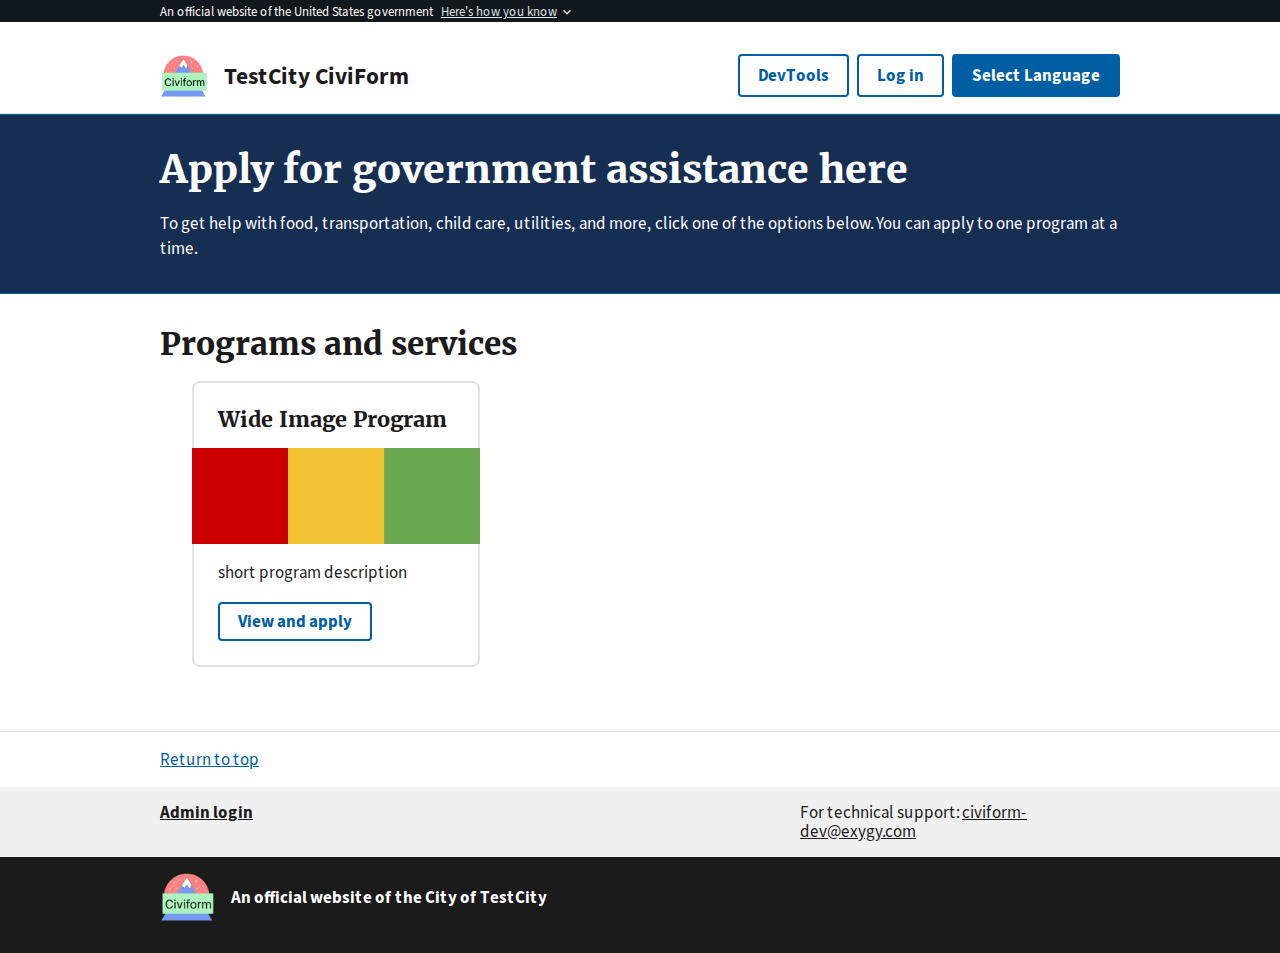 An official website of the United States government Here's how you know
Civiform
TestCity CiviForm
DevTools
Log in
Select Language
Apply for government assistance here
To get help with food, transportation, child care, utilities, and more, click one of the options below. You can apply to one program at a
time.
Programs and services
Wide Image Program
short program description
View and apply
Return to top
Admin login
For technical support: civiform-
dev@exygy.com
Civiform
An official website of the City of TestCity